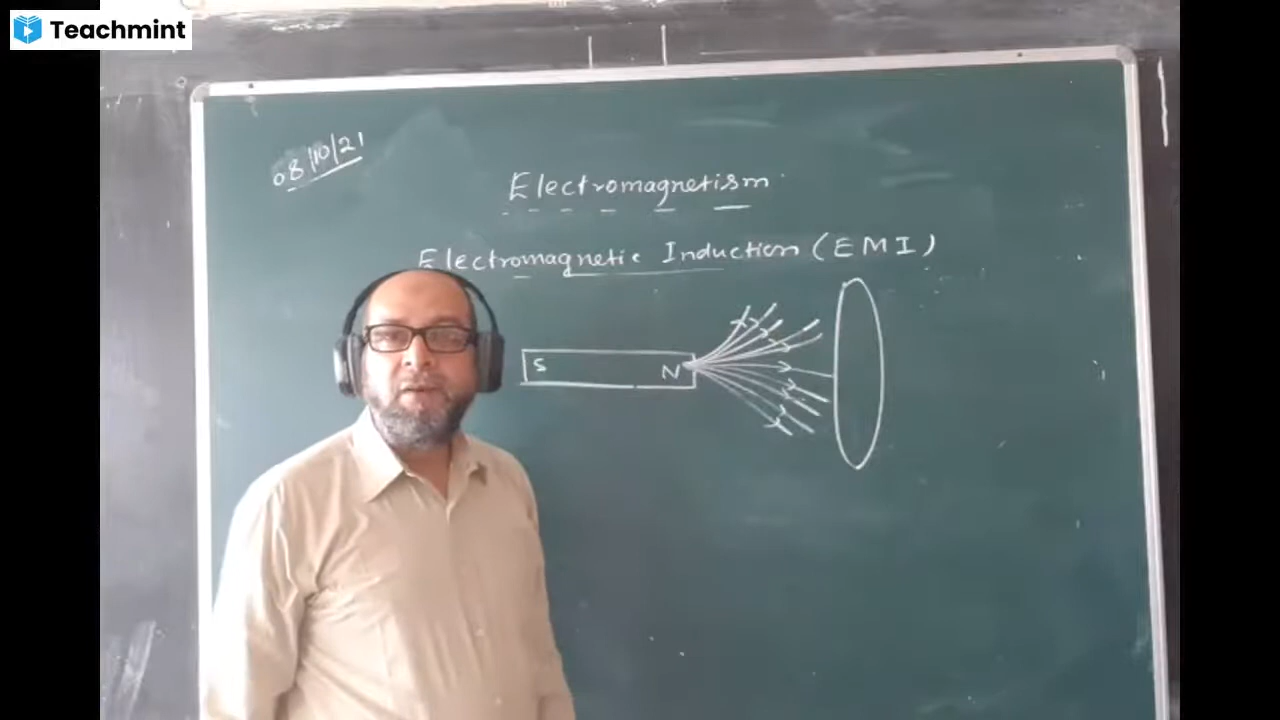 Teachmint
08/10/21
Electromagnetism
Electromagnetic Induction (EMI)
S
N